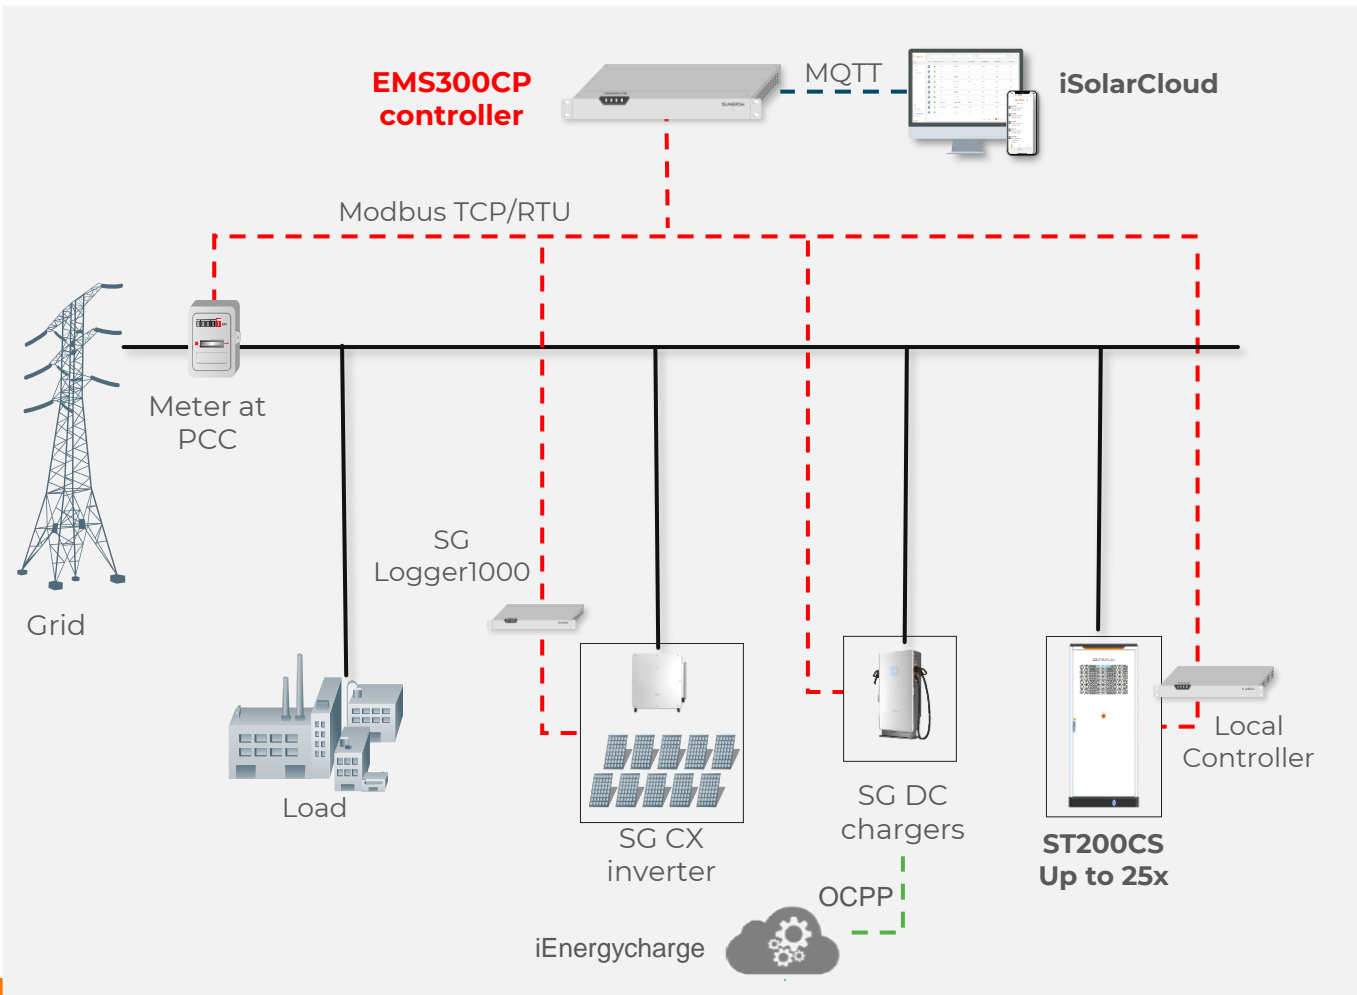 EMS300CP
controller
MQTT
iSolarCloud
Modbus TCP/RTU
Meter at
PCC
SG
Logger1000
Grid
Load
SG CX
inverter
SG DC
chargers
Local
Controller
ST200CS
Up to 25x
OCPP
iEnergycharge